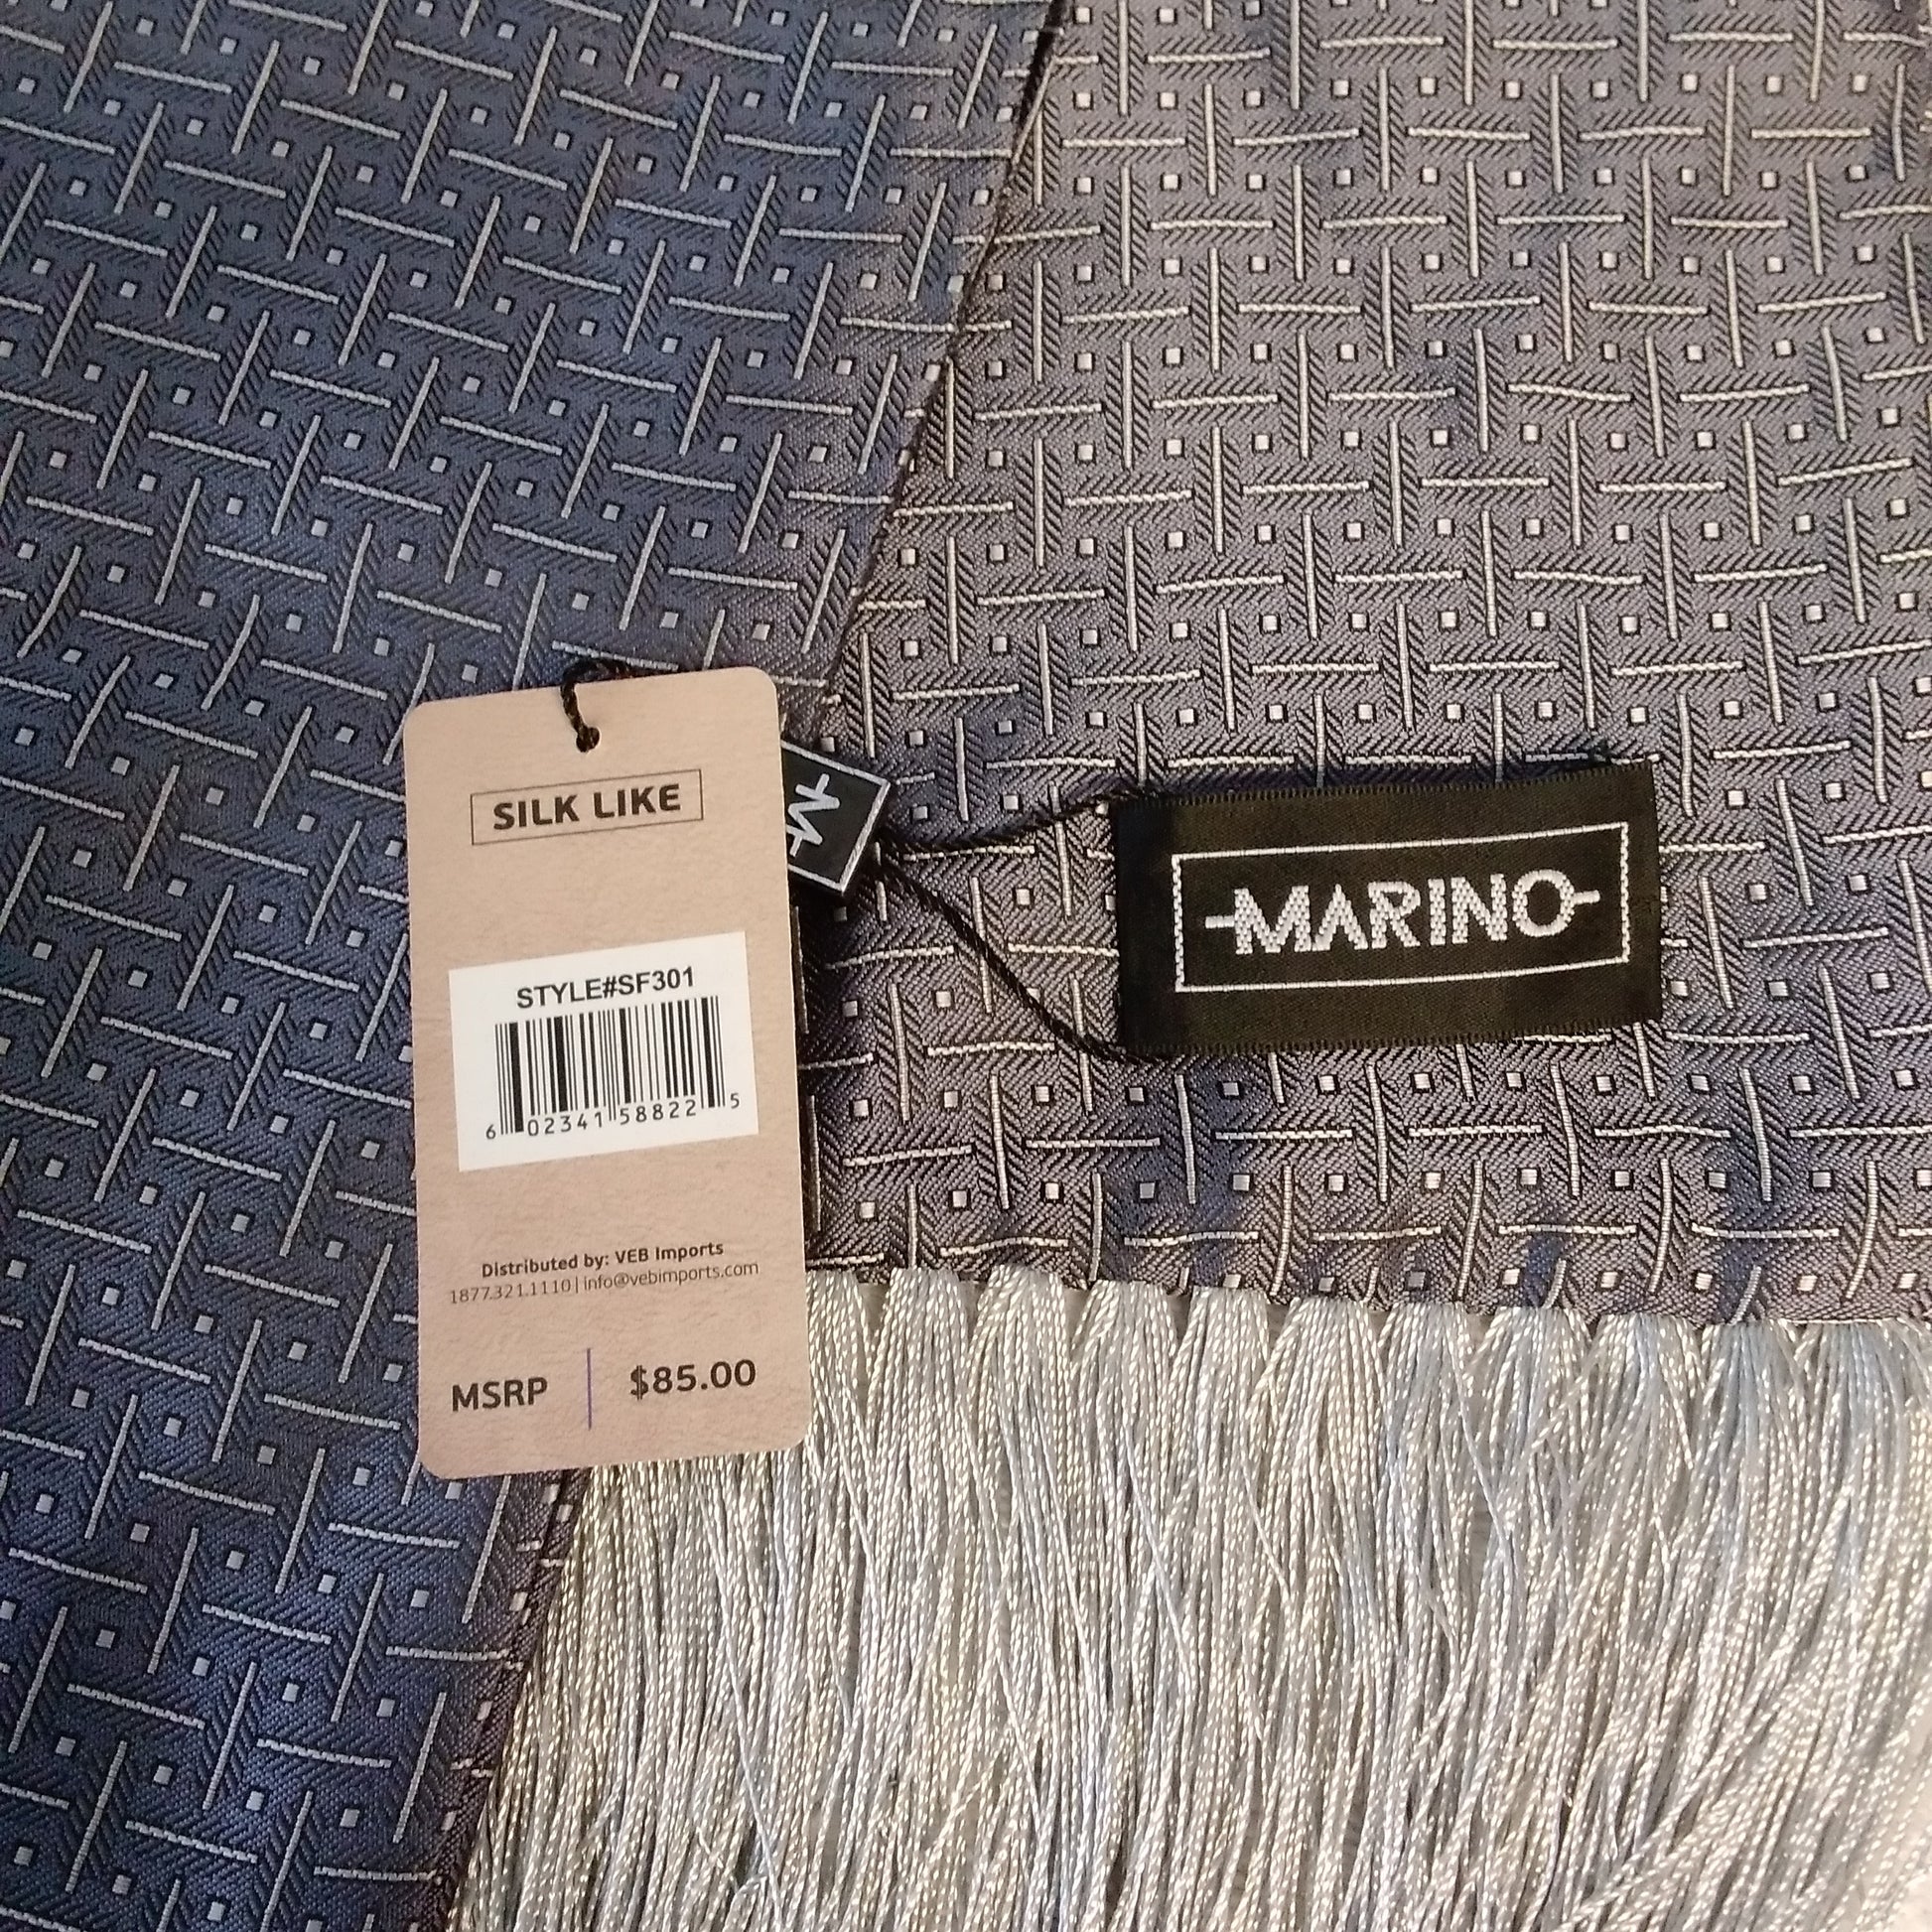 SILK LIKE
STYLE#SF301
6 02341 58822 5
Distributed by: VEB Imports
1877.321.1110 | info@vebimports.com
MSRP | $85.00
M
MARINO